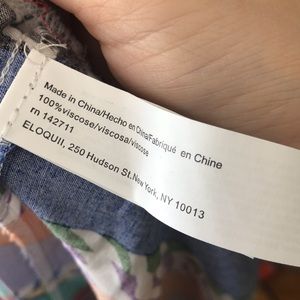 Made in China/Hecho en China/Fabriqué en Chine
100%viscose/viscosa/viscose
rn 142711
ELOQUII, 250 Hudson St.New York, NY 10013